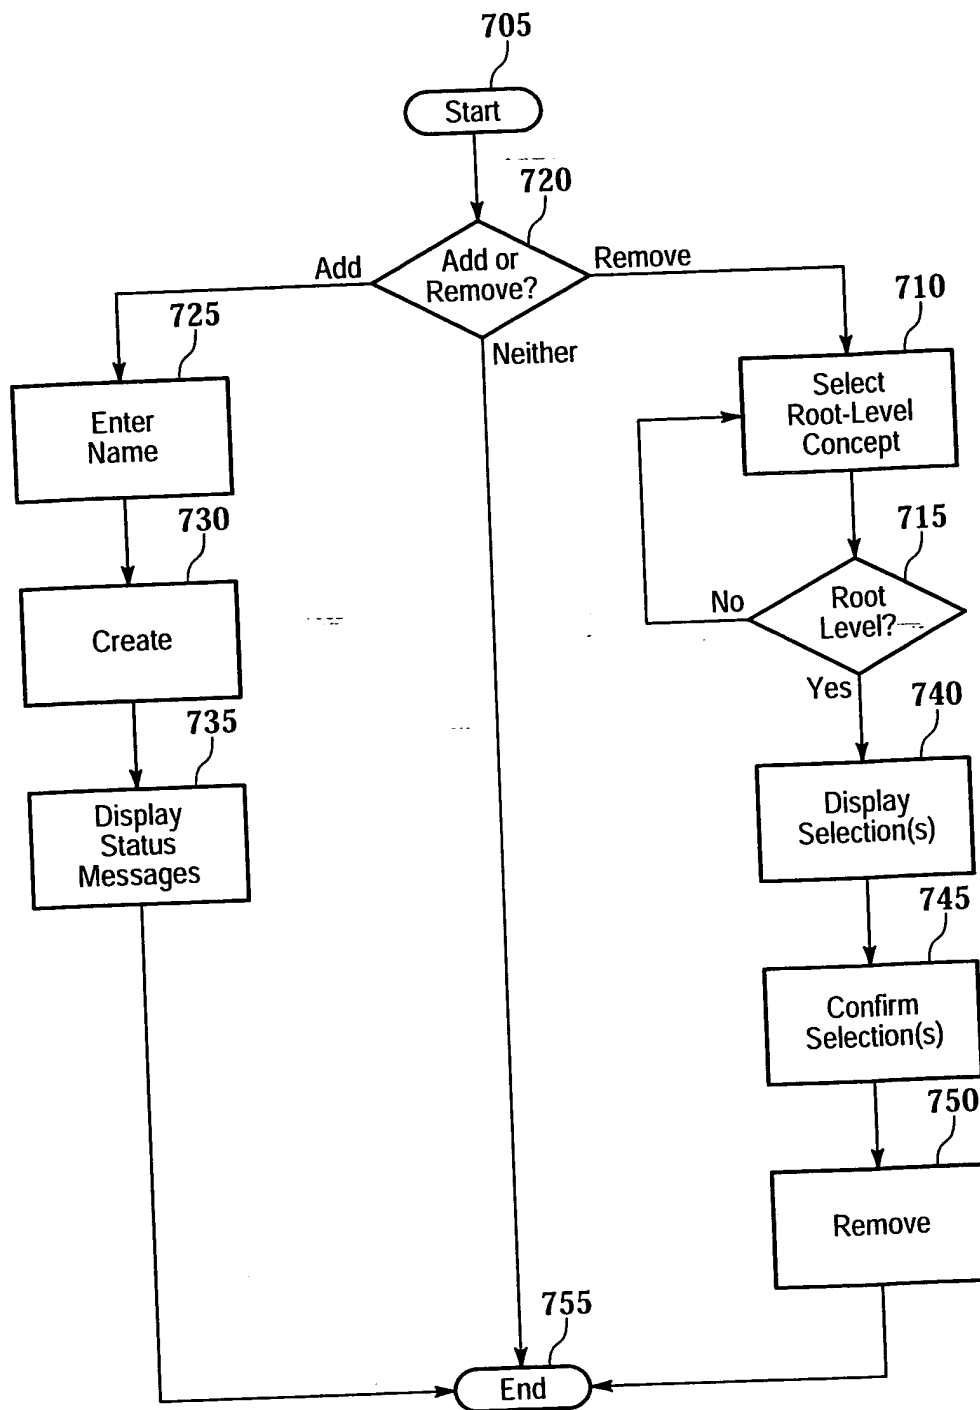 705
Start
720
Add or
Remove?
Add
Remove
Neither
725
Enter
Name
730
Create
735
Display
Status
Messages
710
Select
Root-Level
Concept
715
Root
Level?
No
Yes
740
Display
Selection(s)
745
Confirm
Selection(s)
750
Remove
755
End